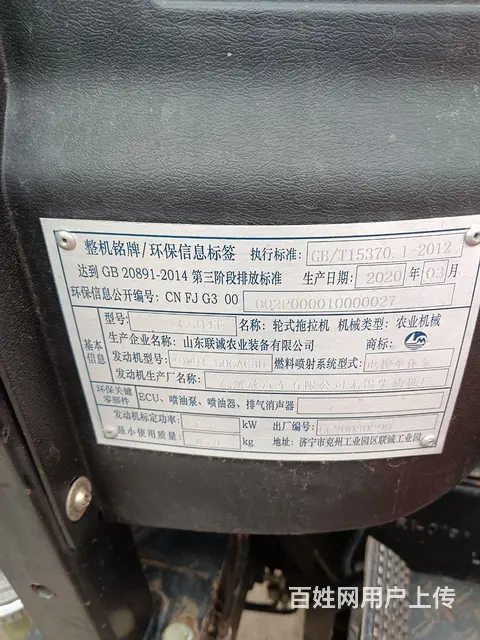 整机铭牌/环保信息标签 执行标准: GB/T15370.1-2012
达到 GB 20891-2014 第三阶段排放标准 生产日期: 2020 年 03 月
环保信息公开编号: CN FJ G3 00 002P000010000027
基本信息
型号: 名称: 轮式拖拉机 机械类型: 农业机械
生产企业名称: 山东联诚农业装备有限公司 商标: LM
发动机型号: 燃料喷射系统型式:
发动机生产厂名称:
环保关键零部件 ECU、喷油泵、喷油器、排气消声器
发动机标定功率: kW 出厂编号:
最小使用质量: kg 地址: 济宁市兖州工业园区联诚工业园
百姓网用户上传